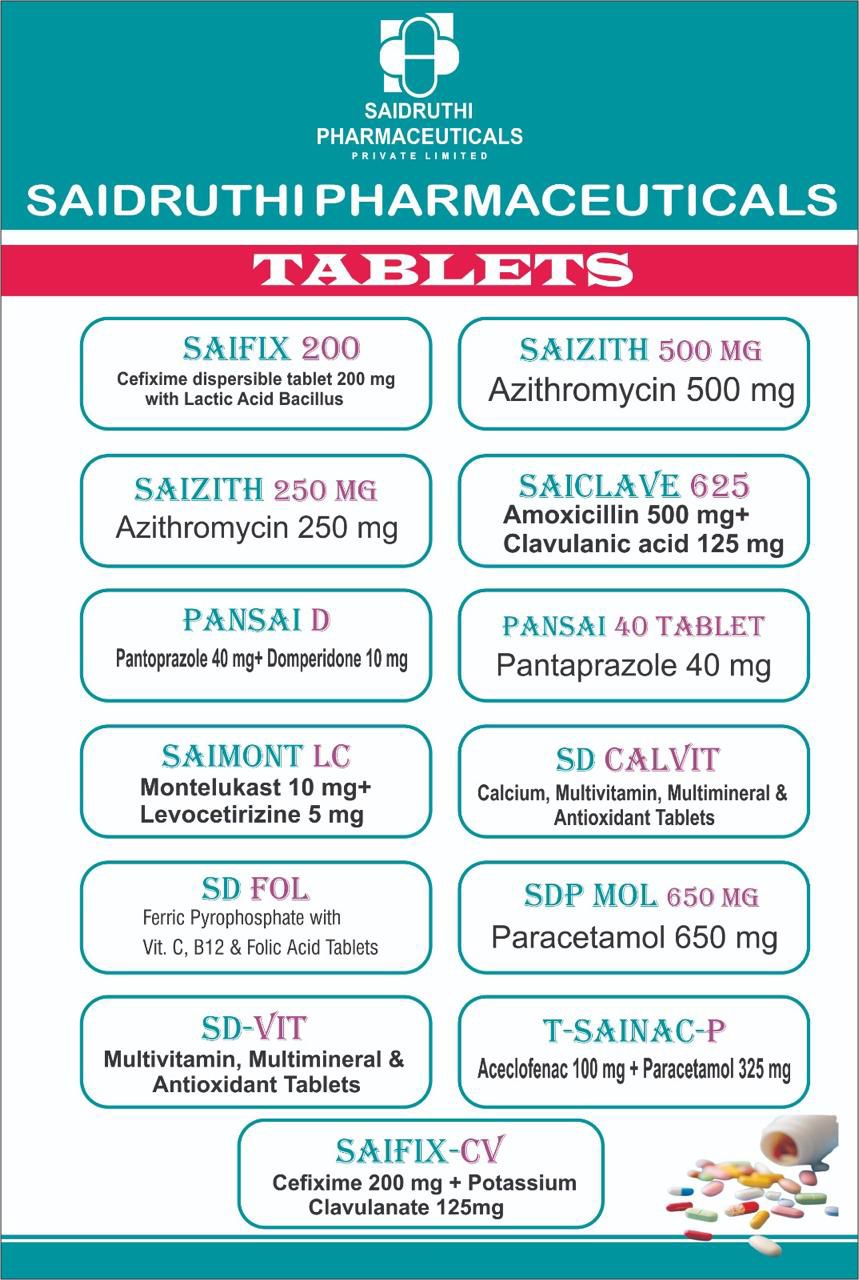 SAIDRUTHI
PHARMACEUTICALS
PRIVATE LIMITED
SAIDRUTHI PHARMACEUTICALS
TABLETS
SAIFIX 200
Cefixime dispersible tablet 200 mg
with Lactic Acid Bacillus
SAIZITH 500 MG
Azithromycin 500 mg
SAIZITH 250 MG
Azithromycin 250 mg
SAICLAVE 625
Amoxicillin 500 mg+
Clavulanic acid 125 mg
PANSAI D
Pantoprazole 40 mg+ Domperidone 10 mg
PANSAI 40 TABLET
Pantaprazole 40 mg
SAIMONT LC
Montelukast 10 mg+
Levocetirizine 5 mg
SD CALVIT
Calcium, Multivitamin, Multimineral &
Antioxidant Tablets
SD FOL
Ferric Pyrophosphate with
Vit. C, B12 & Folic Acid Tablets
SDP MOL 650 MG
Paracetamol 650 mg
SD-VIT
Multivitamin, Multimineral &
Antioxidant Tablets
T-SAINAC-P
Aceclofenac 100 mg + Paracetamol 325 mg
SAIFIX-CV
Cefixime 200 mg + Potassium
Clavulanate 125mg